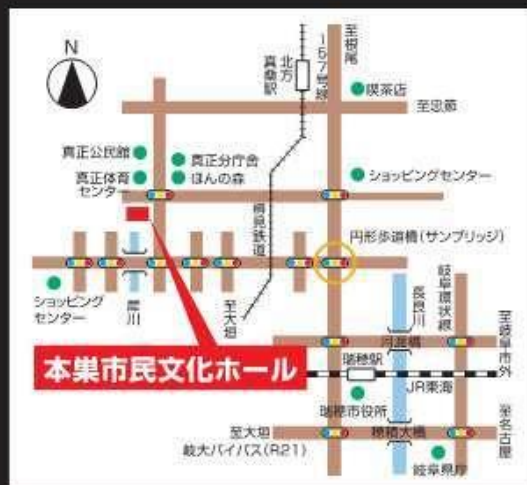 N
至根尾
157号線
北方真桑駅
喫茶店
至忠節
真正公民館
真正分庁舎
真正体育
センター
ほんの森
ショッピングセンター
樽見鉄道
円形歩道橋(サンブリッジ)
ショッピング
センター
犀川
至大垣
長良川
岐阜環状線
至岐阜市外
本巣市民文化ホール
河渡橋
穂積駅
JR東海
瑞穂市役所
至大垣
穂積大橋
至名古屋
岐大バイパス(R21)
岐阜県庁